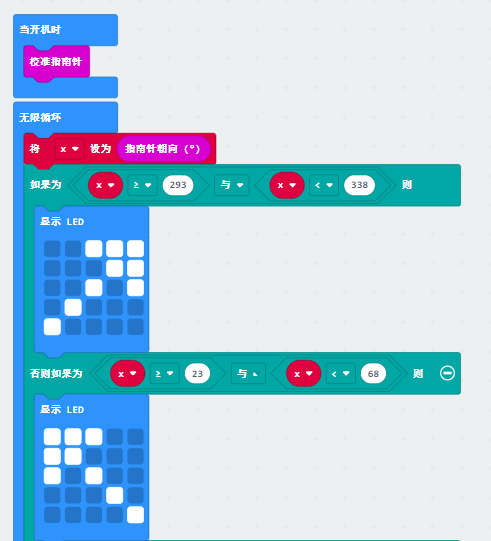 当开机时
校准指南针
无限循环
将 x 设为 指南针朝向 (°)
如果为 x ≥ 293 与 x < 338 则
显示 LED
否则如果为 x ≥ 23 与 x < 68 则
显示 LED